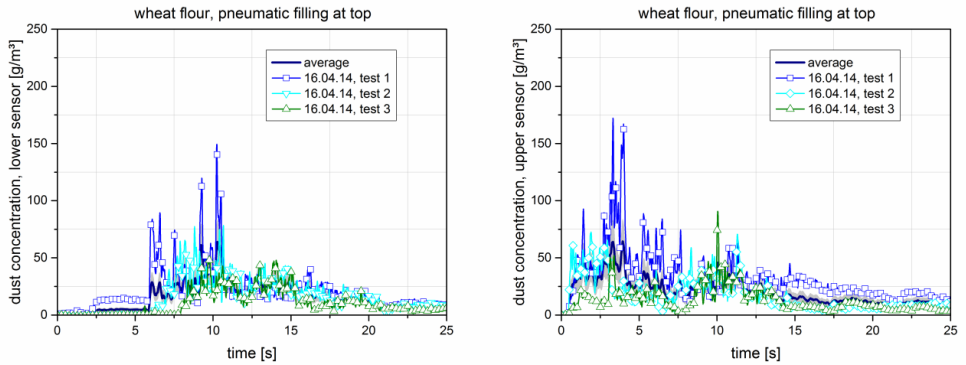 wheat flour, pneumatic filling at top
250
200
150
100
50
0
dust concentration, lower sensor [g/m³]
average
16.04.14, test 1
16.04.14, test 2
16.04.14, test 3
0 5 10 15 20 25
time [s]
wheat flour, pneumatic filling at top
250
200
150
100
50
0
dust concentration, upper sensor [g/m³]
average
16.04.14, test 1
16.04.14, test 2
16.04.14, test 3
0 5 10 15 20 25
time [s]